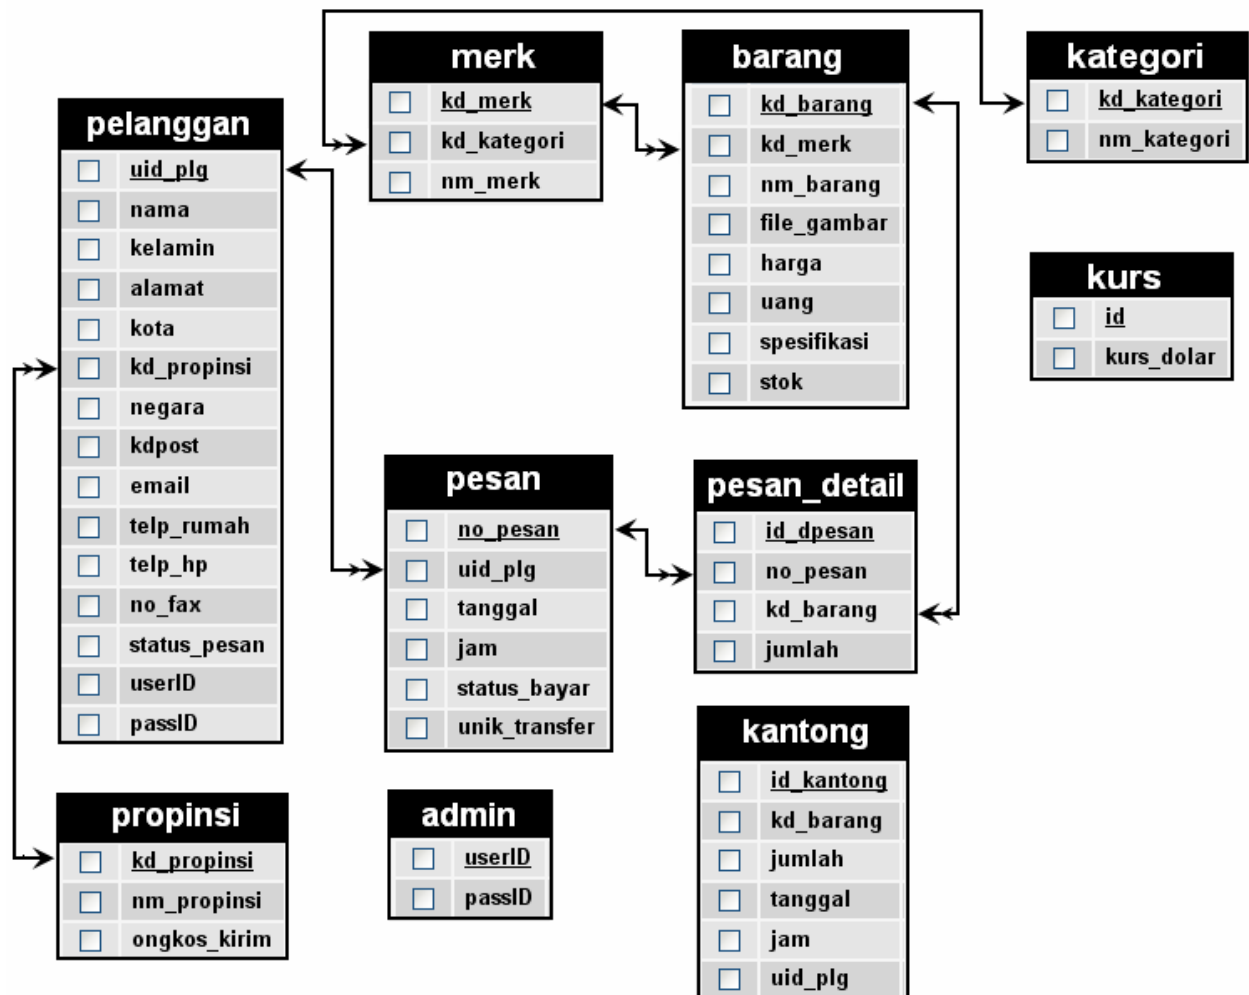 merk
kd_merk
kd_kategori
nm_merk
barang
kd_barang
kd_merk
nm_barang
file_gambar
harga
uang
spesifikasi
stok
kategori
kd_kategori
nm_kategori
pelanggan
uid_plg
nama
kelamin
alamat
kota
kd_propinsi
negara
kdpost
email
telp_rumah
telp_hp
no_fax
status_pesan
userID
passID
kurs
id
kurs_dolar
pesan
no_pesan
uid_plg
tanggal
jam
status_bayar
unik_transfer
pesan_detail
id_dpesan
no_pesan
kd_barang
jumlah
propinsi
kd_propinsi
nm_propinsi
ongkos_kirim
admin
userID
passID
kantong
id_kantong
kd_barang
jumlah
tanggal
jam
uid_plg